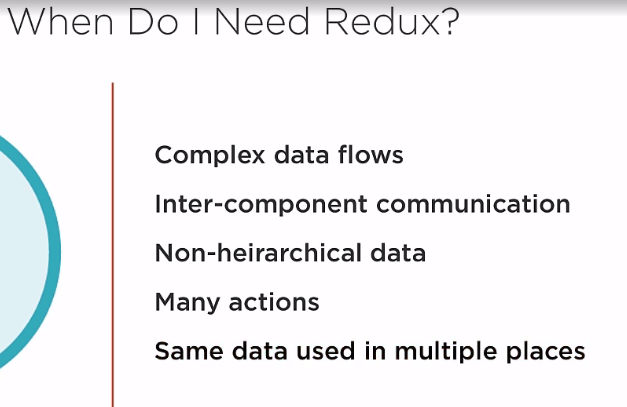 When Do I Need Redux?
Complex data flows
Inter-component communication
Non-heirarchical data
Many actions
Same data used in multiple places